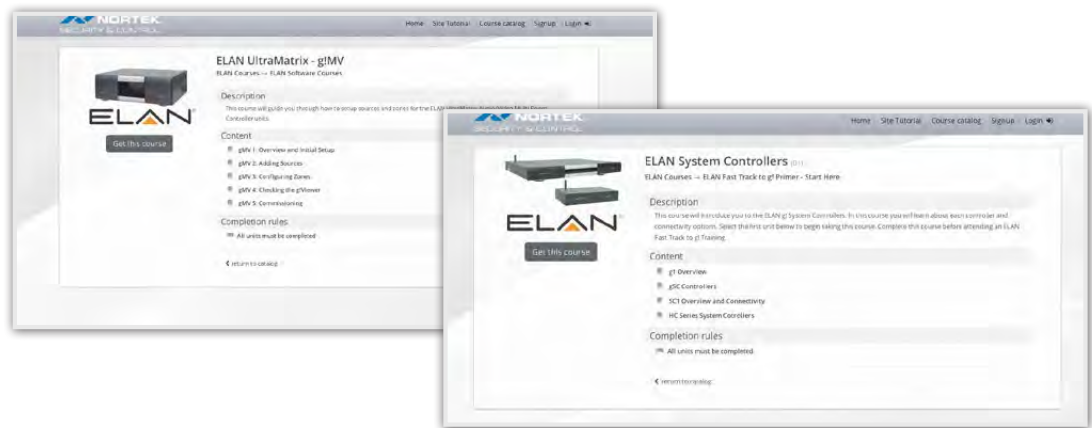 NORTEK
SECURITY & CONTROL
Home Site Tutorial Course catalog Signup Login
ELAN UltraMatrix - g!MV
ELAN Courses → ELAN Software Courses
Description
This course will guide you through how to setup sources and zones for the ELAN
Controller units.
Content
gMV 1: Overview and Initial Setup
gMV 2: Adding Sources
gMV 3: Configuring Zones
gMV 4: Checking the g!Viewer
gMV 5: Commissioning
Completion rules
All units must be completed
return to catalog
ELAN
Get this course
NORTEK
SECURITY & CONTROL
Home Site Tutorial Course catalog Signup Login
ELAN System Controllers
ELAN Courses → ELAN Fast Track to g! Primer - Start Here
Description
This course will introduce you to the ELAN g! System Controllers. In this course you will learn about each controller and
connectivity options. Select the first unit below to begin taking this course. Complete this course before attending an ELAN
Fast Track to g! Training.
Content
g1 Overview
gSC Controllers
SC1 Overview and Connectivity
HC Series System Controllers
Completion rules
All units must be completed
return to catalog
ELAN
Get this course